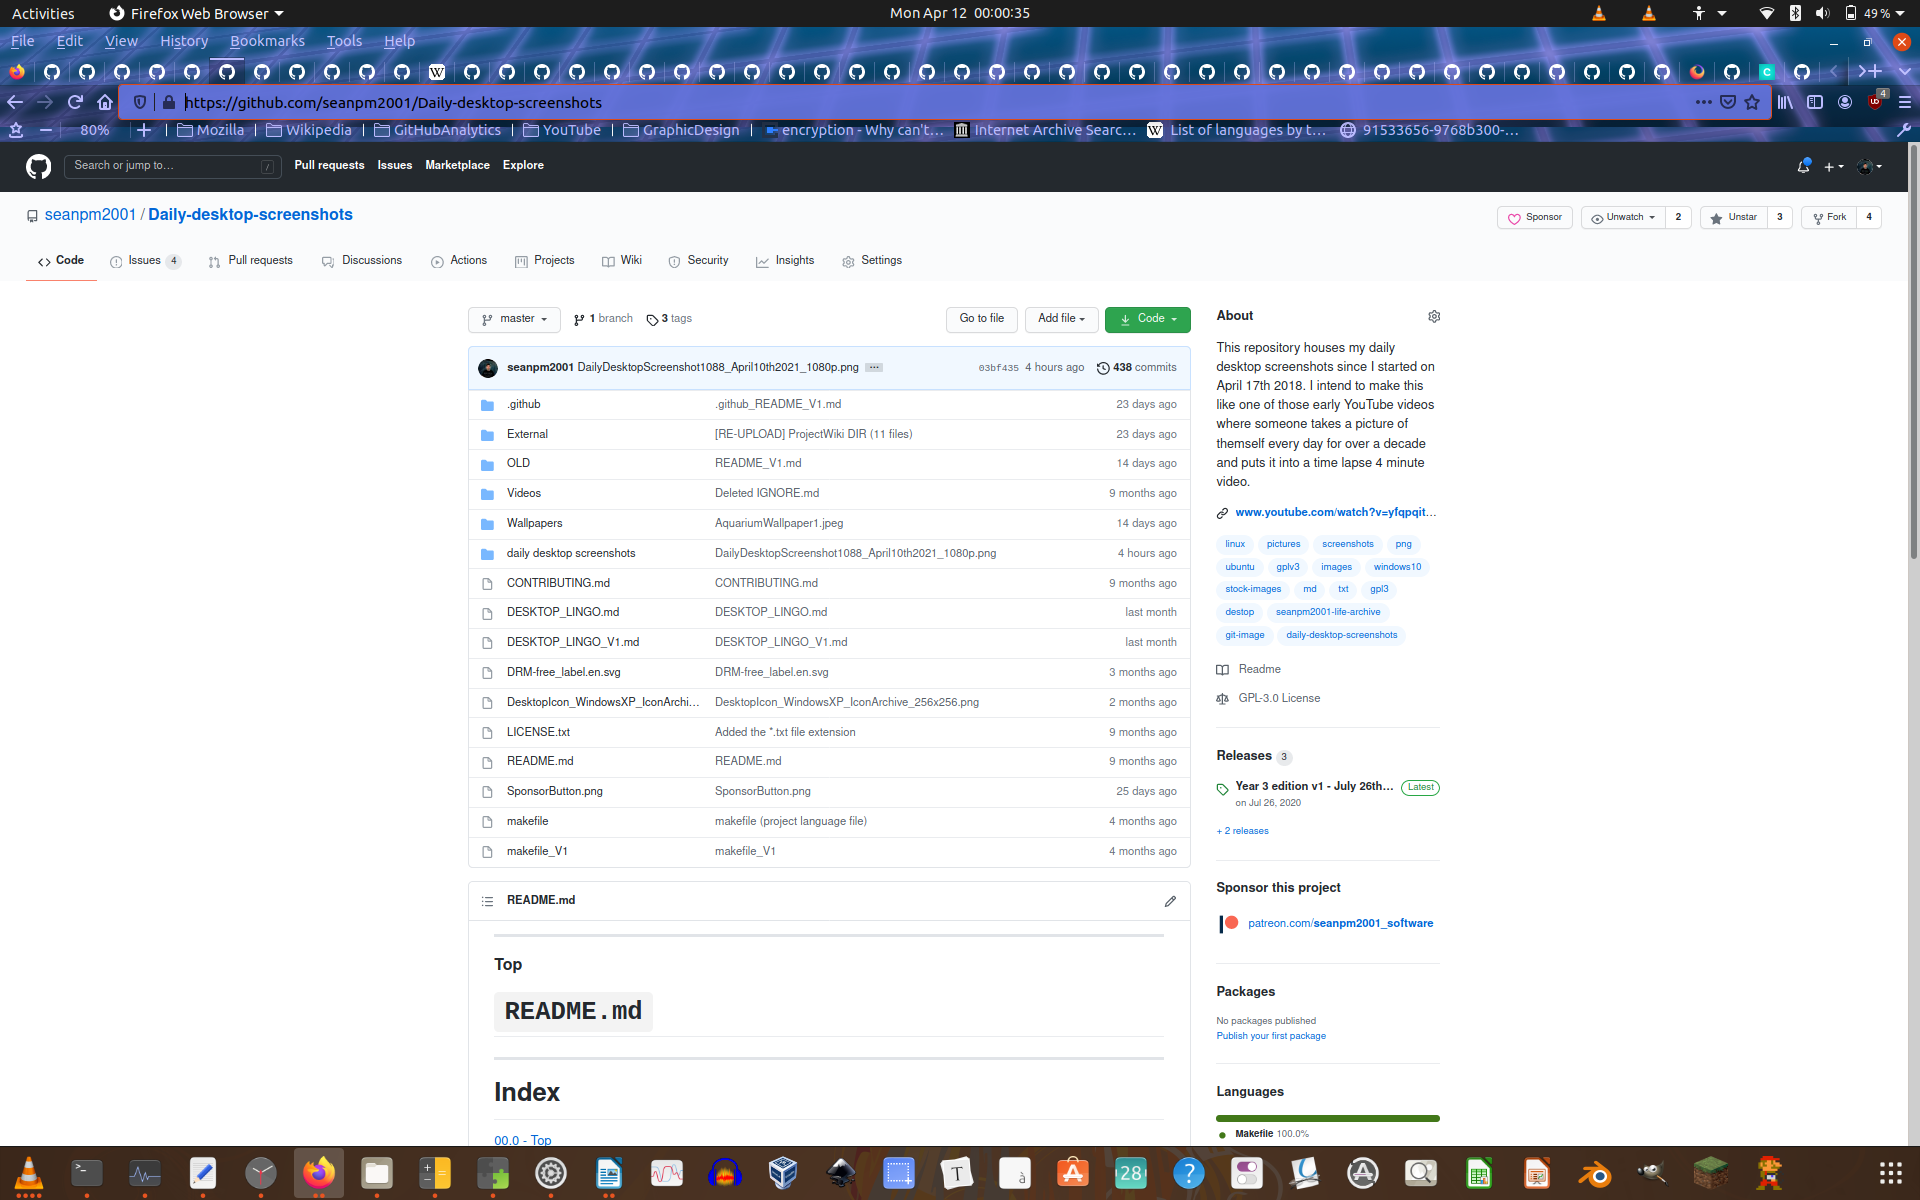 Activities
Firefox Web Browser
Mon Apr 12 00:00:35
49 %
File Edit View History Bookmarks Tools Help
https://github.com/seanpm2001/Daily-desktop-screenshots
4
80%
Mozilla
Wikipedia
GitHubAnalytics
YouTube
GraphicDesign
encryption - Why can't…
Internet Archive Searc…
List of languages by t…
91533656-9768b300-…
Search or jump to…
/
Pull requests Issues Marketplace Explore
seanpm2001 / Daily-desktop-screenshots
Sponsor
Unwatch 2
Unstar 3
Fork 4
Code
Issues 4
Pull requests
Discussions
Actions
Projects
Wiki
Security
Insights
Settings
master
1 branch
3 tags
Go to file
Add file
Code
seanpm2001 DailyDesktopScreenshot1088_April10th2021_1080p.png … 03bf435 4 hours ago 438 commits
.github .github_README_V1.md 23 days ago
External [RE-UPLOAD] ProjectWiki DIR (11 files) 23 days ago
OLD README_V1.md 14 days ago
Videos Deleted IGNORE.md 9 months ago
Wallpapers AquariumWallpaper1.jpeg 14 days ago
daily desktop screenshots DailyDesktopScreenshot1088_April10th2021_1080p.png 4 hours ago
CONTRIBUTING.md CONTRIBUTING.md 9 months ago
DESKTOP_LINGO.md DESKTOP_LINGO.md last month
DESKTOP_LINGO_V1.md DESKTOP_LINGO_V1.md last month
DRM-free_label.en.svg DRM-free_label.en.svg 3 months ago
DesktopIcon_WindowsXP_IconArchi… DesktopIcon_WindowsXP_IconArchive_256x256.png 2 months ago
LICENSE.txt Added the *.txt file extension 9 months ago
README.md README.md 9 months ago
SponsorButton.png SponsorButton.png 25 days ago
makefile makefile (project language file) 4 months ago
makefile_V1 makefile_V1 4 months ago
README.md
Top
README.md
Index
00.0 - Top
About
This repository houses my daily
desktop screenshots since I started on
April 17th 2018. I intend to make this
like one of those early YouTube videos
where someone takes a picture of
themself every day for over a decade
and puts it into a time lapse 4 minute
video.
www.youtube.com/watch?v=yfqpqit…
linux pictures screenshots png
ubuntu gplv3 images windows10
stock-images md txt gpl3
destop seanpm2001-life-archive
git-image daily-desktop-screenshots
Readme
GPL-3.0 License
Releases 3
Year 3 edition v1 - July 26th… Latest
on Jul 26, 2020
+ 2 releases
Sponsor this project
patreon.com/seanpm2001_software
Packages
No packages published
Publish your first package
Languages
Makefile 100.0%